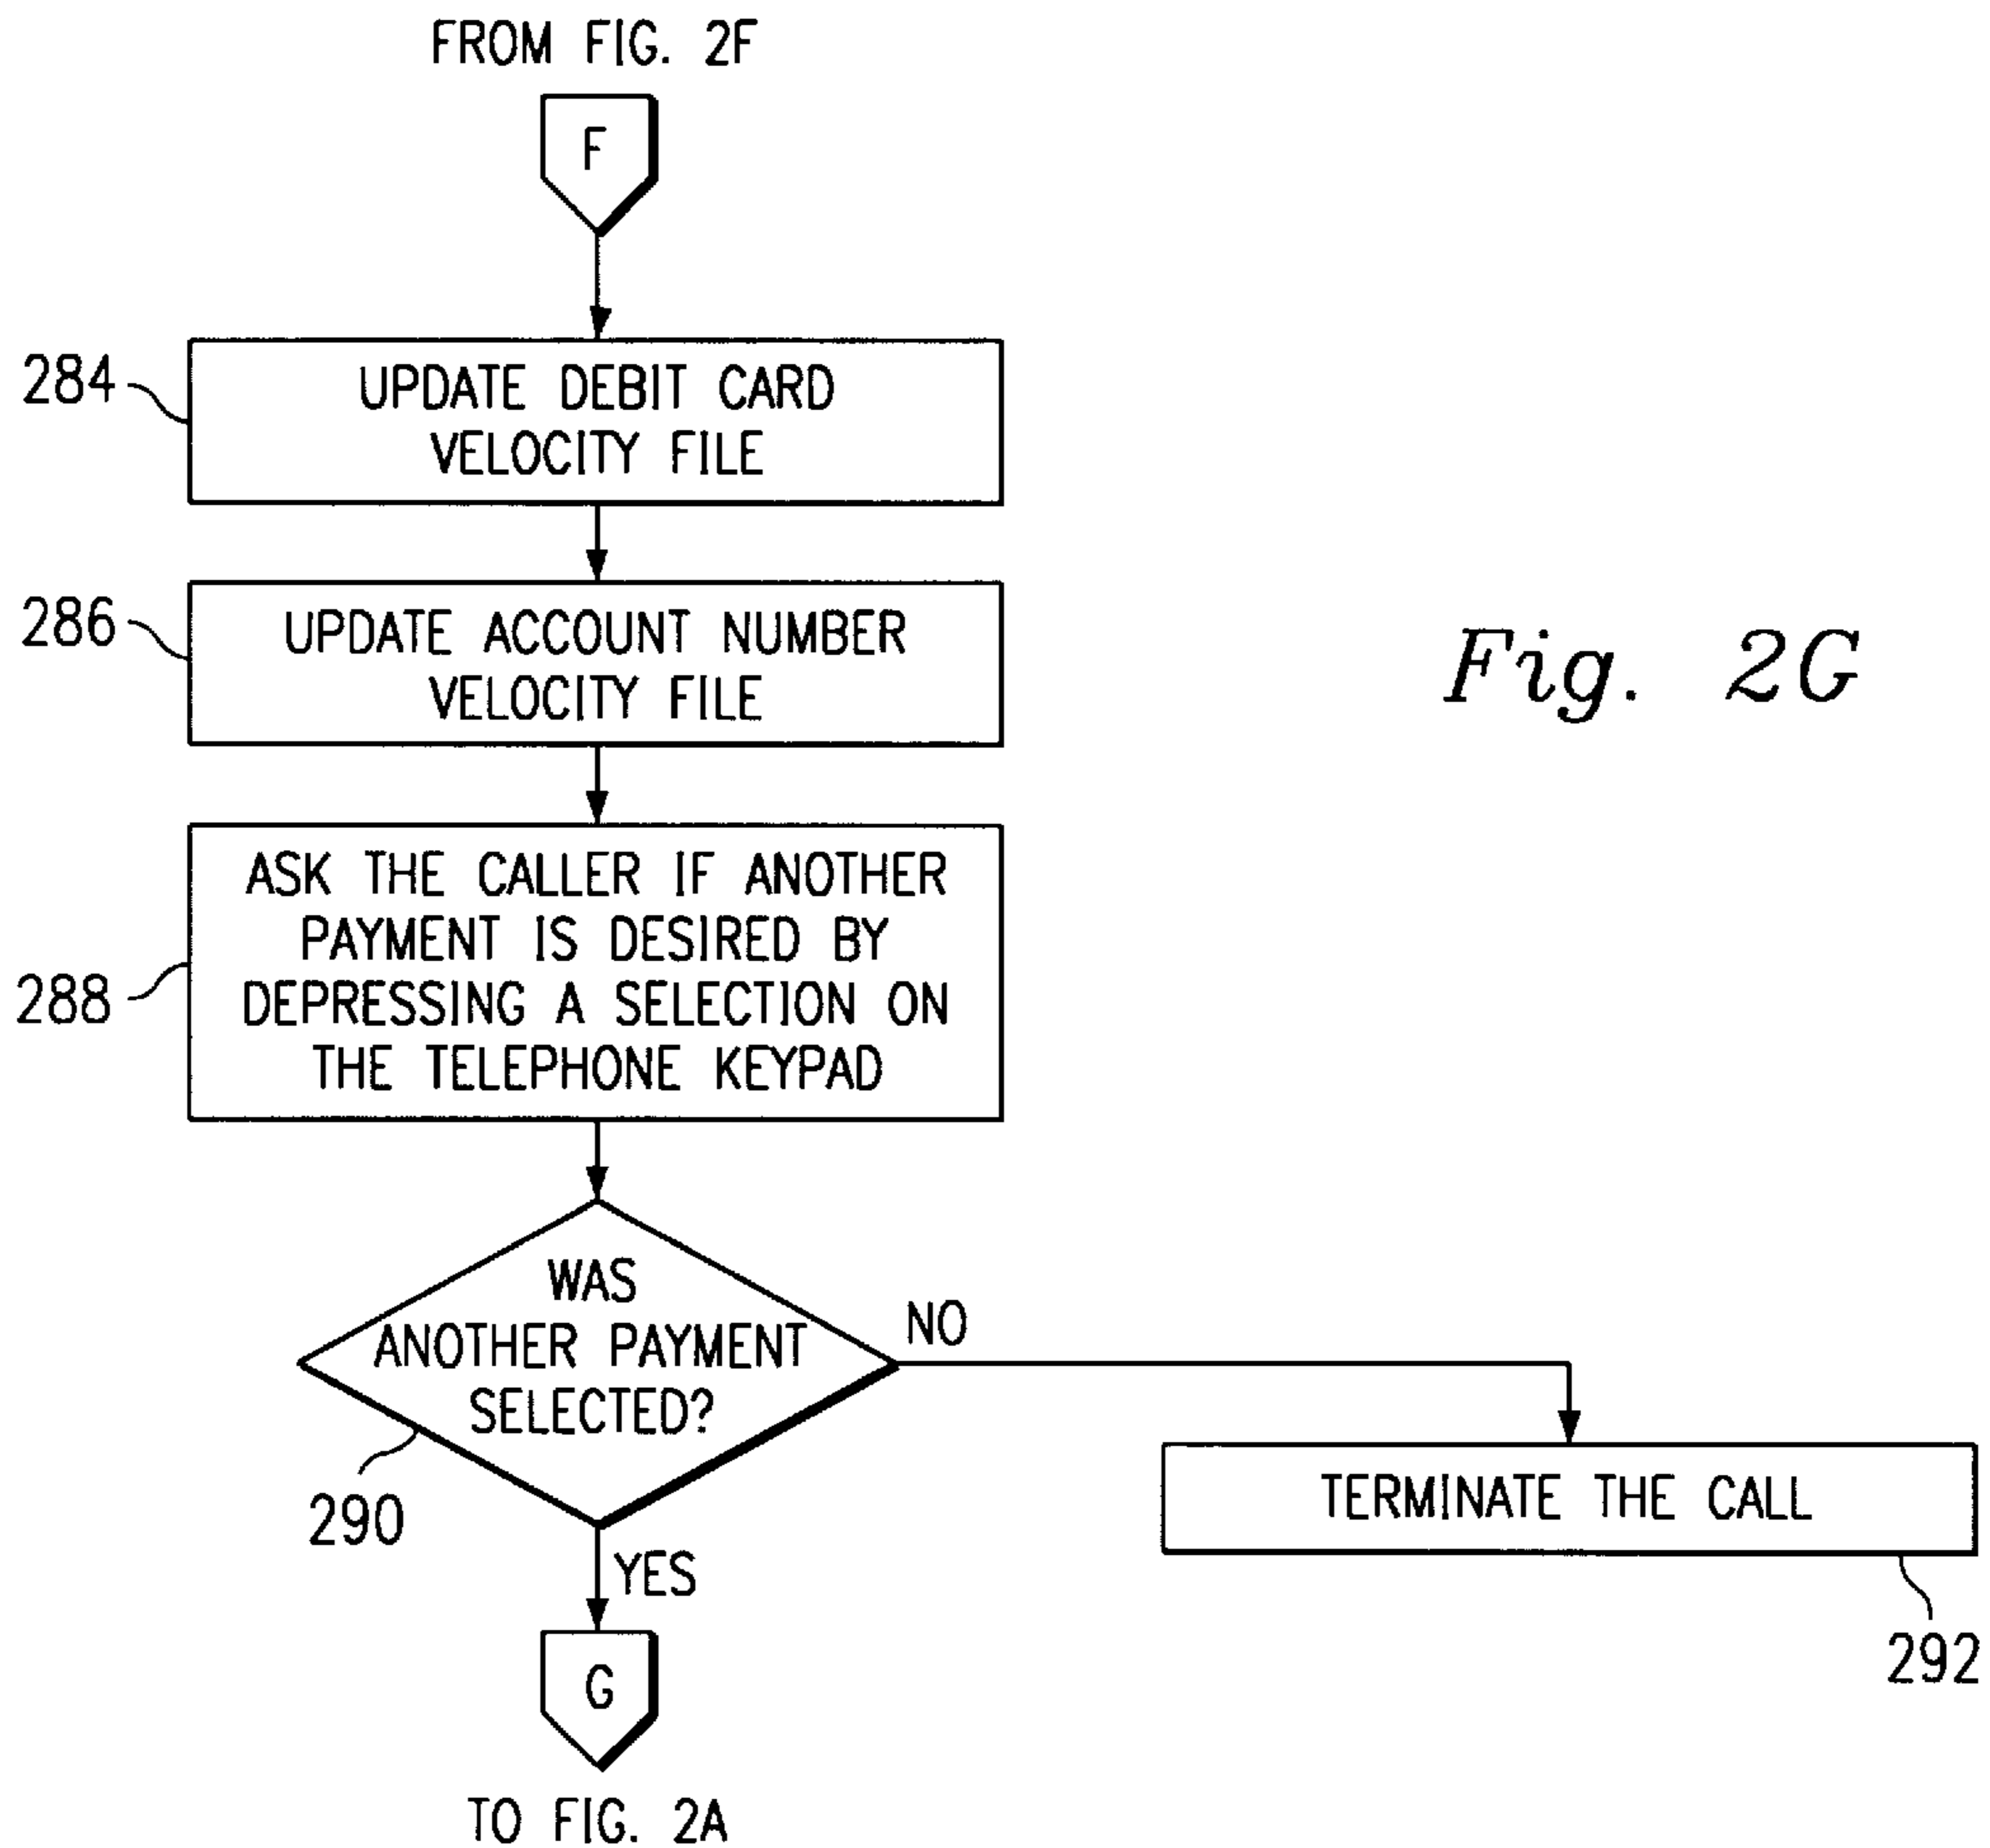 FROM FIG. 2F
F
284
UPDATE DEBIT CARD
VELOCITY FILE
286
UPDATE ACCOUNT NUMBER
VELOCITY FILE
Fig. 2G
288
ASK THE CALLER IF ANOTHER
PAYMENT IS DESIRED BY
DEPRESSING A SELECTION ON
THE TELEPHONE KEYPAD
WAS
ANOTHER PAYMENT
SELECTED?
NO
290
TERMINATE THE CALL
292
YES
G
TO FIG. 2A